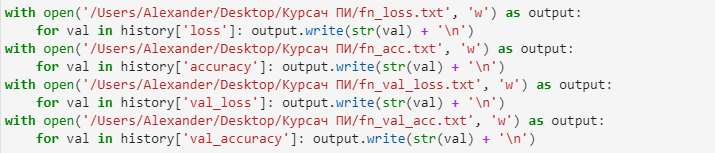 with open('/Users/Alexander/Desktop/Курсач ПИ/fn_loss.txt', 'w') as output:
    for val in history['loss']: output.write(str(val) + '\n')
with open('/Users/Alexander/Desktop/Курсач ПИ/fn_acc.txt', 'w') as output:
    for val in history['accuracy']: output.write(str(val) + '\n')
with open('/Users/Alexander/Desktop/Курсач ПИ/fn_val_loss.txt', 'w') as output:
    for val in history['val_loss']: output.write(str(val) + '\n')
with open('/Users/Alexander/Desktop/Курсач ПИ/fn_val_acc.txt', 'w') as output:
    for val in history['val_accuracy']: output.write(str(val) + '\n')